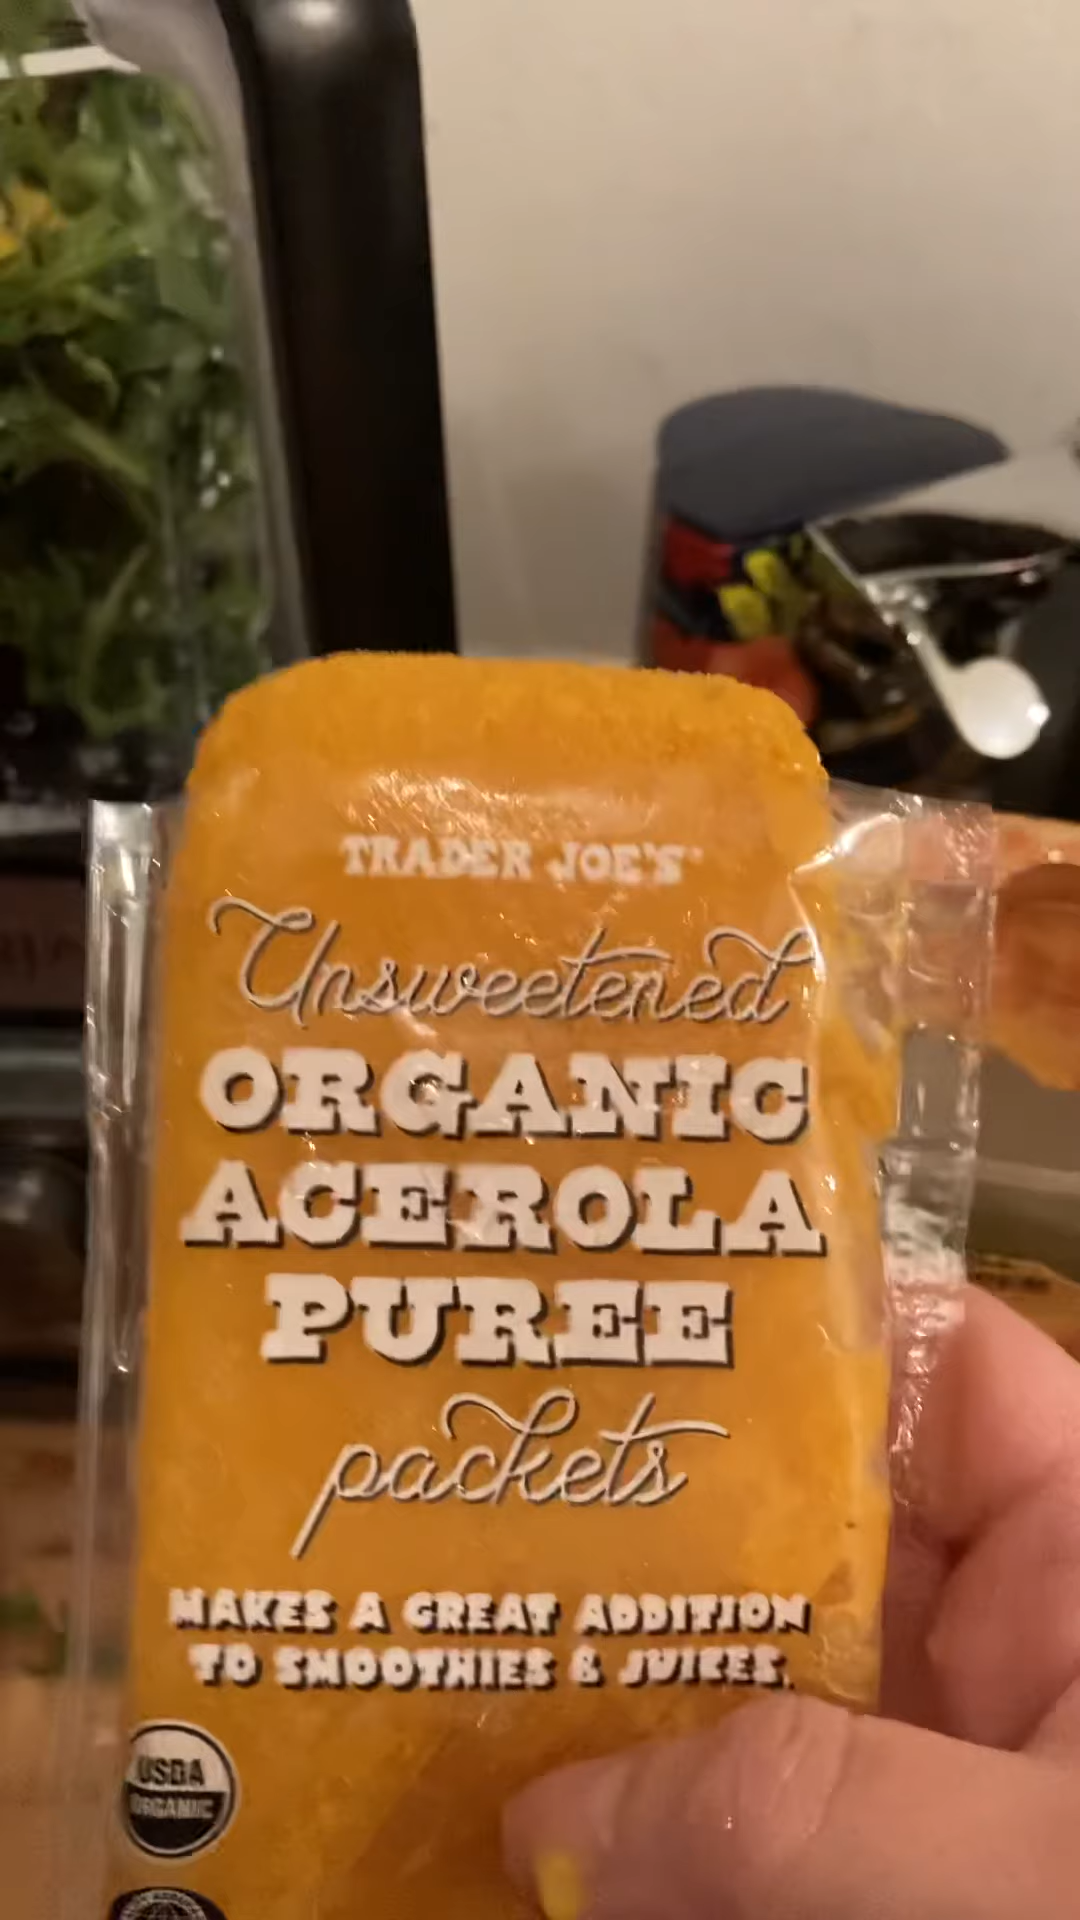 TRADER JOE'S
Unsweetened
ORGANIC
ACEROLA
PUREE
packets
MAKES A GREAT ADDITION
TO SMOOTHIES & JUICES.
USDA
ORGANIC